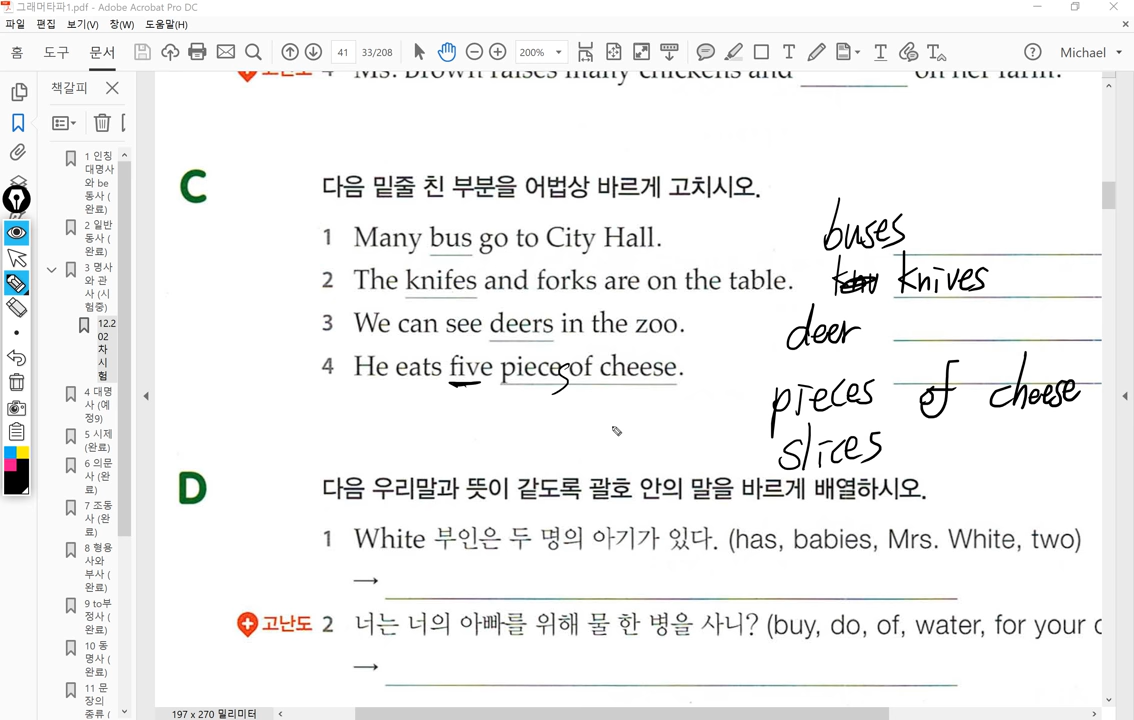 그래머타파1.pdf - Adobe Acrobat Pro DC
파일 편집 보기(V) 창(W) 도움말(H)
홈 도구 문서 41 33/208 200% Michael
책갈피
1 인칭
대명사
와 be
동사 (
완료)
2 일반
동사 (
완료)
3 명사
와 관
사 (시
험중)
12.2
02
차
시
험
4 대명
사 (예
정9)
5 시제
(완료)
6 의문
사 (완
료)
7 조동
사 (완
료)
8 형용
사와
부사 (
완료)
9 to부
정사 (
완료)
10 동
명사 (
완료)
11 문
장의
종류 (
고난도 4 Ms. Brown raises many chickens and on her farm.
C 다음 밑줄 친 부분을 어법상 바르게 고치시오.
1 Many bus go to City Hall. buses
2 The knifes and forks are on the table. knives
3 We can see deers in the zoo. deer
4 He eats five pieces of cheese. pieces of cheese
slices
D 다음 우리말과 뜻이 같도록 괄호 안의 말을 바르게 배열하시오.
1 White 부인은 두 명의 아기가 있다. (has, babies, Mrs. White, two)
→
고난도 2 너는 너의 아빠를 위해 물 한 병을 사니? (buy, do, of, water, for your
→
197 x 270 밀리미터